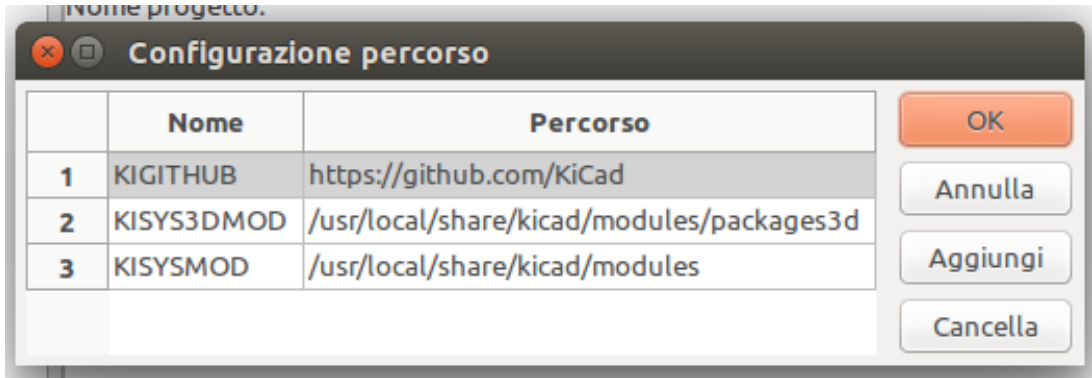 Nome progetto:
Configurazione percorso
Nome Percorso
OK
1 KIGITHUB https://github.com/KiCad
Annulla
2 KISYS3DMOD /usr/local/share/kicad/modules/packages3d
3 KISYSMOD /usr/local/share/kicad/modules
Aggiungi
Cancella